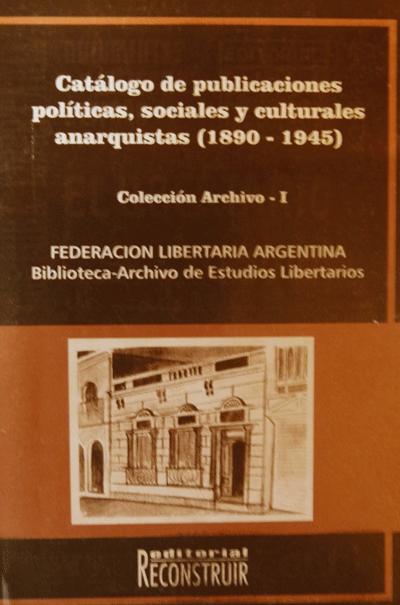 Catálogo de publicaciones
políticas, sociales y culturales
anarquistas (1890 - 1945)
Colección Archivo - I
FEDERACION LIBERTARIA ARGENTINA
Biblioteca-Archivo de Estudios Libertarios
editorial
RECONSTRUIR